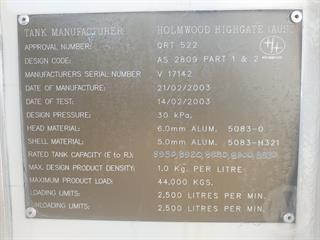 TANK MANUFACTURER HOLMWOOD HIGHGATE (AUST
APPROVAL NUMBER: QRT 522
DESIGN CODE: AS 2809 PART 1 & 2
MANUFACTURERS SERIAL NUMBER V 17142
DATE OF MANUFACTURE: 21/02/2003
DATE OF TEST: 14/02/2003
DESIGN PRESSURE: 30 kPa.
HEAD MATERIAL: 6.0mm ALUM. 5083-0
SHELL MATERIAL: 5.0mm ALUM. 5083-H321
RATED TANK CAPACITY (E to R):
MAX. DESIGN PRODUCT DENSITY: 1.0 Kg. PER LITRE
MAXIMUM PRODUCT LOAD: 44,000 KGS.
LOADING LIMITS: 2,500 LITRES PER MIN.
UNLOADING LIMITS: 2,500 LITRES PER MIN.